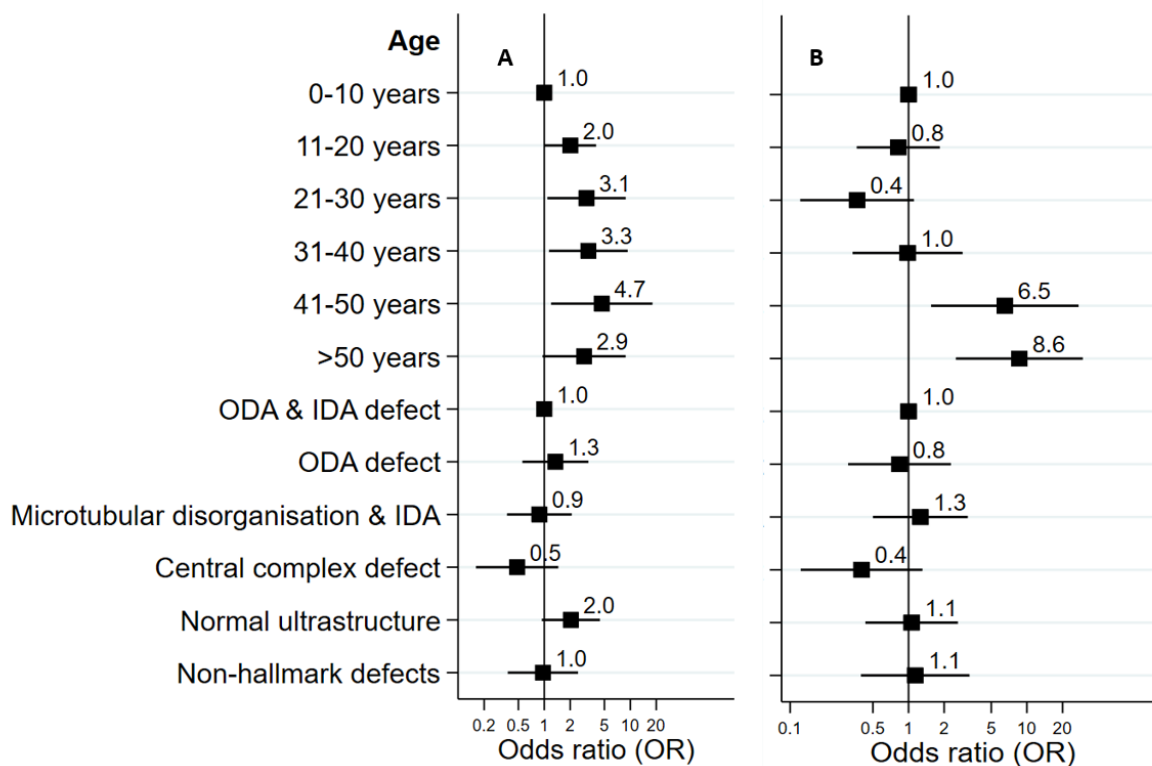 Age
A
B
0-10 years 1.0 1.0
11-20 years 2.0 0.8
21-30 years 3.1 0.4
31-40 years 3.3 1.0
41-50 years 4.7 6.5
>50 years 2.9 8.6
ODA & IDA defect 1.0 1.0
ODA defect 1.3 0.8
Microtubular disorganisation & IDA 0.9 1.3
Central complex defect 0.5 0.4
Normal ultrastructure 2.0 1.1
Non-hallmark defects 1.0 1.1
0.2 0.5 1 2 5 10 20
Odds ratio (OR)
0.1 0.5 1 2 5 10 20
Odds ratio (OR)